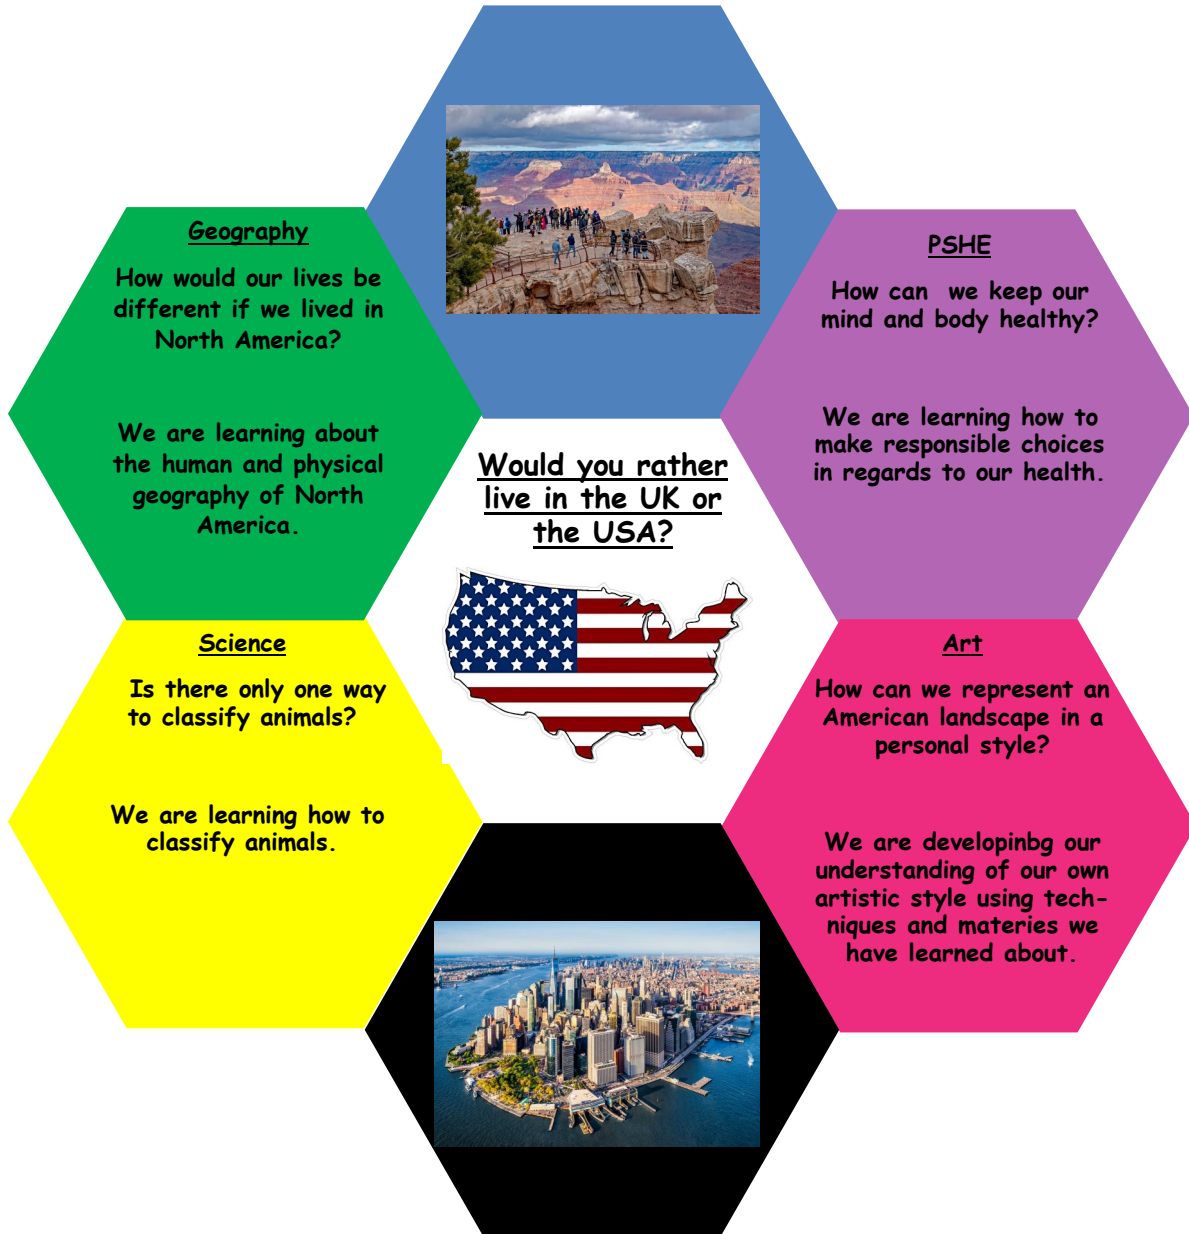 Geography
How would our lives be
different if we lived in
North America?
We are learning about
the human and physical
geography of North
America.
PSHE
How can  we keep our
mind and body healthy?
We are learning how to
make responsible choices
in regards to our health.
Would you rather
live in the UK or
the USA?
Science
Is there only one way
to classify animals?
We are learning how to
classify animals.
Art
How can we represent an
American landscape in a
personal style?
We are developinbg our
understanding of our own
artistic style using tech-
niques and materies we
have learned about.